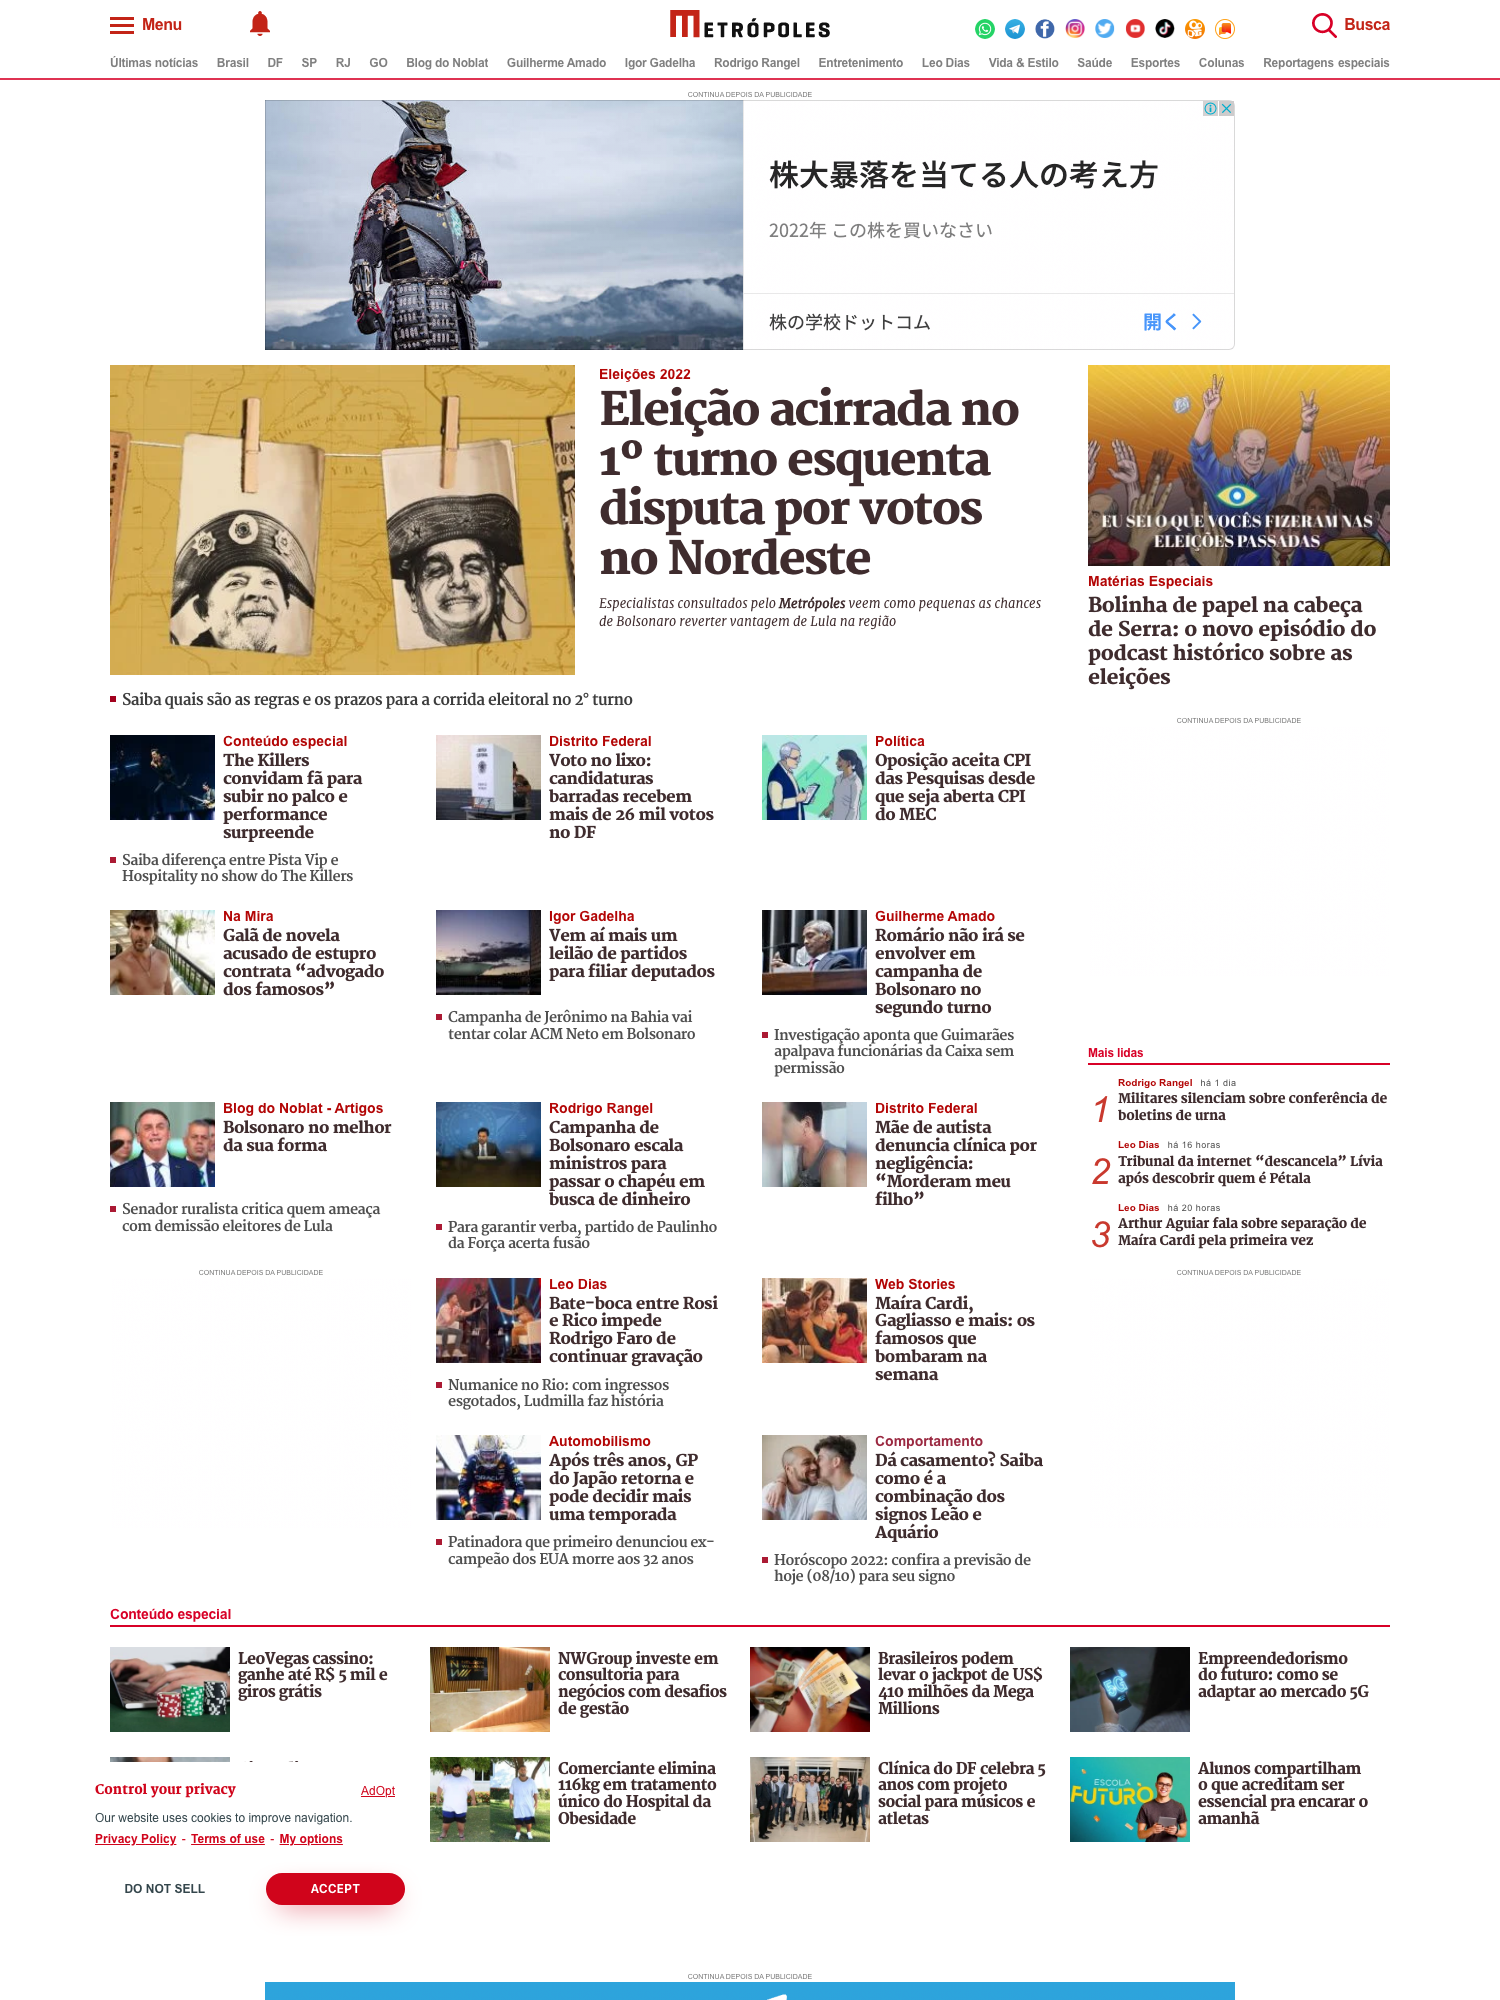 Menu
METRÓPOLES
Busca
Últimas notícias Brasil DF SP RJ GO Blog do Noblat Guilherme Amado Igor Gadelha Rodrigo Rangel Entretenimento Leo Dias Vida & Estilo Saúde Esportes Colunas Reportagens especiais
CONTINUA DEPOIS DA PUBLICIDADE
株大暴落を当てる人の考え方
2022年 この株を買いなさい
株の学校ドットコム
開く
Eleições 2022
Eleição acirrada no
1º turno esquenta
disputa por votos
no Nordeste
Especialistas consultados pelo Metrópoles veem como pequenas as chances
de Bolsonaro reverter vantagem de Lula na região
Saiba quais são as regras e os prazos para a corrida eleitoral no 2º turno
EU SEI O QUE VOCÊS FIZERAM NAS
ELEIÇÕES PASSADAS
Matérias Especiais
Bolinha de papel na cabeça
de Serra: o novo episódio do
podcast histórico sobre as
eleições
CONTINUA DEPOIS DA PUBLICIDADE
Conteúdo especial
The Killers
convidam fã para
subir no palco e
performance
surpreende
Saiba diferença entre Pista Vip e
Hospitality no show do The Killers
Distrito Federal
Voto no lixo:
candidaturas
barradas recebem
mais de 26 mil votos
no DF
Política
Oposição aceita CPI
das Pesquisas desde
que seja aberta CPI
do MEC
Na Mira
Galã de novela
acusado de estupro
contrata “advogado
dos famosos”
Igor Gadelha
Vem aí mais um
leilão de partidos
para filiar deputados
Campanha de Jerônimo na Bahia vai
tentar colar ACM Neto em Bolsonaro
Guilherme Amado
Romário não irá se
envolver em
campanha de
Bolsonaro no
segundo turno
Investigação aponta que Guimarães
apalpava funcionárias da Caixa sem
permissão
Mais lidas
Rodrigo Rangel há 1 dia
1 Militares silenciam sobre conferência de
boletins de urna
Leo Dias há 16 horas
2 Tribunal da internet “descancela” Lívia
após descobrir quem é Pétala
Leo Dias há 20 horas
3 Arthur Aguiar fala sobre separação de
Maíra Cardi pela primeira vez
CONTINUA DEPOIS DA PUBLICIDADE
Blog do Noblat - Artigos
Bolsonaro no melhor
da sua forma
Senador ruralista critica quem ameaça
com demissão eleitores de Lula
CONTINUA DEPOIS DA PUBLICIDADE
Rodrigo Rangel
Campanha de
Bolsonaro escala
ministros para
passar o chapéu em
busca de dinheiro
Para garantir verba, partido de Paulinho
da Força acerta fusão
Distrito Federal
Mãe de autista
denuncia clínica por
negligência:
“Morderam meu
filho”
Leo Dias
Bate-boca entre Rosi
e Rico impede
Rodrigo Faro de
continuar gravação
Numanice no Rio: com ingressos
esgotados, Ludmilla faz história
Web Stories
Maíra Cardi,
Gagliasso e mais: os
famosos que
bombaram na
semana
Automobilismo
Após três anos, GP
do Japão retorna e
pode decidir mais
uma temporada
ORACLE
Patinadora que primeiro denunciou ex-
campeão dos EUA morre aos 32 anos
Comportamento
Dá casamento? Saiba
como é a
combinação dos
signos Leão e
Aquário
Horóscopo 2022: confira a previsão de
hoje (08/10) para seu signo
Conteúdo especial
LeoVegas cassino:
ganhe até R$ 5 mil e
giros grátis
NWGroup investe em
consultoria para
negócios com desafios
de gestão
Brasileiros podem
levar o jackpot de US$
410 milhões da Mega
Millions
5G
Empreendedorismo
do futuro: como se
adaptar ao mercado 5G
Comerciante elimina
116kg em tratamento
único do Hospital da
Obesidade
Clínica do DF celebra 5
anos com projeto
social para músicos e
atletas
ESCOLA
FUTURO
Alunos compartilham
o que acreditam ser
essencial pra encarar o
amanhã
Control your privacy
AdOpt
Our website uses cookies to improve navigation.
Privacy Policy - Terms of use - My options
DO NOT SELL
ACCEPT
CONTINUA DEPOIS DA PUBLICIDADE